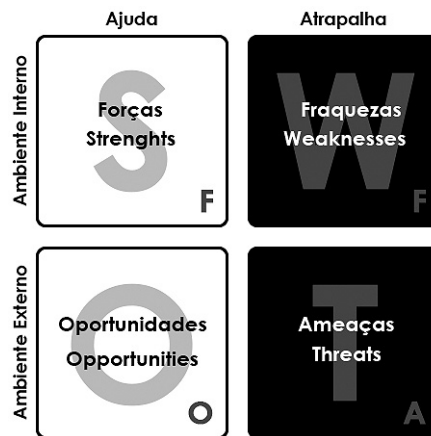 Ajuda
Atrapalha
Ambiente Interno
S
Forças
Strenghts
F
W
Fraquezas
Weaknesses
F
Ambiente Externo
O
Oportunidades
Opportunities
O
T
Ameaças
Threats
A